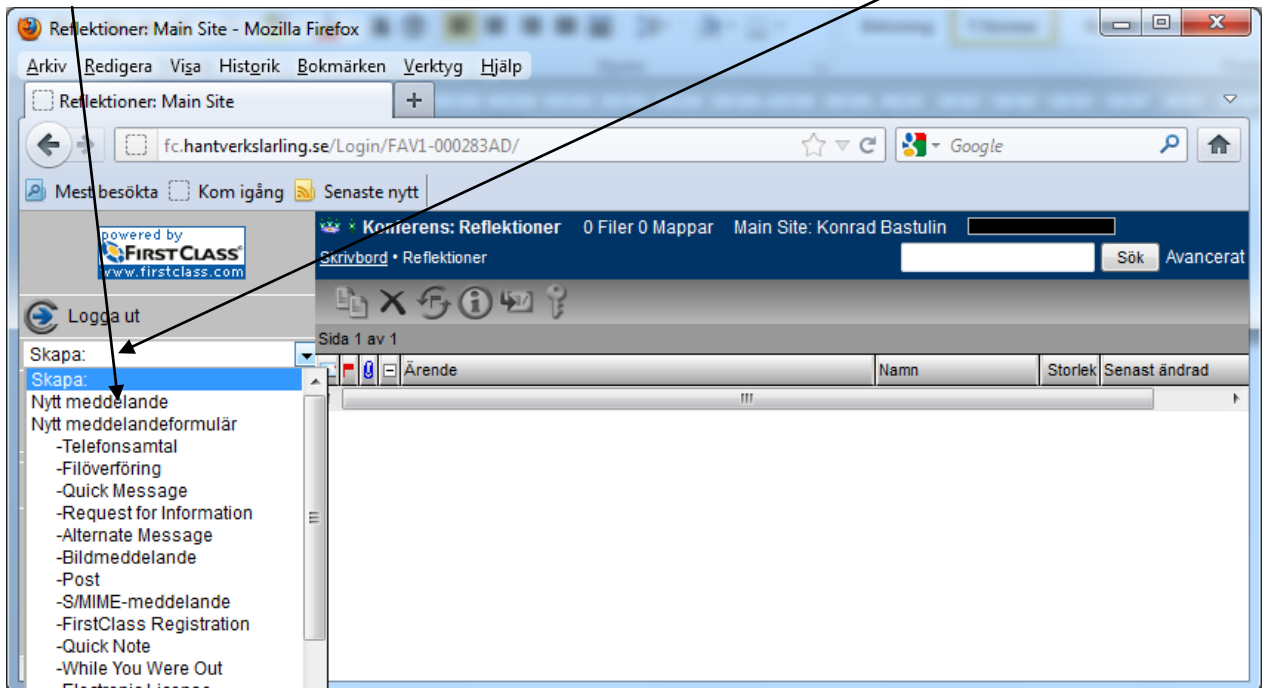 Reflektioner: Main Site - Mozilla Firefox
Arkiv Redigera Visa Historik Bokmärken Verktyg Hjälp
Reflektioner: Main Site +
fc.hantverkslarling.se/Login/FAV1-000283AD/ Google
Mest besökta Kom igång Senaste nytt
powered by
FIRSTCLASS
www.firstclass.com
Konferens: Reflektioner 0 Filer 0 Mappar Main Site: Konrad Bastulin
Skrivbord • Reflektioner Sök Avancerat
Logga ut
Sida 1 av 1
Ärende Namn Storlek Senast ändrad
Skapa:
Skapa:
Nytt meddelande
Nytt meddelandeformulär
-Telefonsamtal
-Filöverföring
-Quick Message
-Request for Information
-Alternate Message
-Bildmeddelande
-Post
-S/MIME-meddelande
-FirstClass Registration
-Quick Note
-While You Were Out